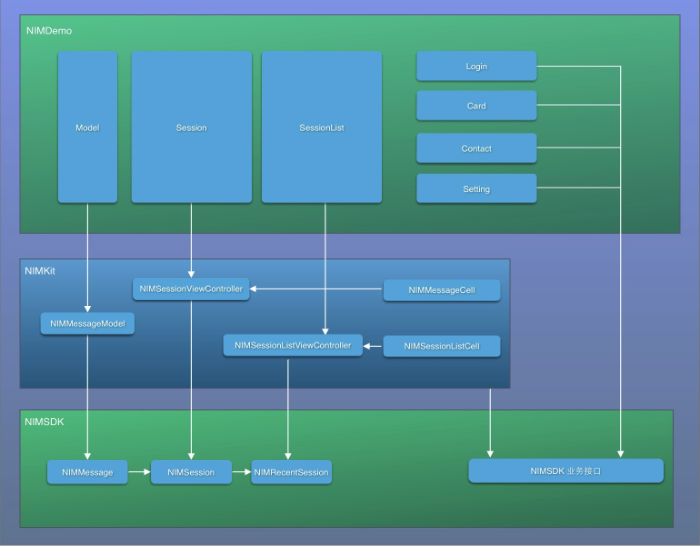 NIMDemo
Model
Session
SessionList
Login
Card
Contact
Setting
NIMKit
NIMSessionViewController
NIMMessageCell
NIMMessageModel
NIMSessionListViewController
NIMSessionListCell
NIMSDK
NIMMessage
NIMSession
NIMRecentSession
NIMSDK 业务接口